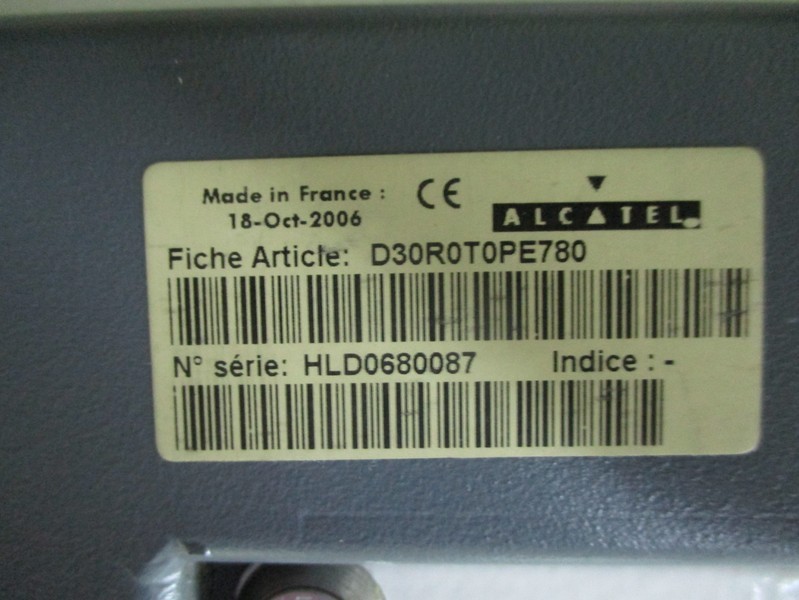 Made in France :
18-Oct-2006
CE
ALCATEL
Fiche Article: D30R0T0PE780
N° série: HLD0680087 Indice : -